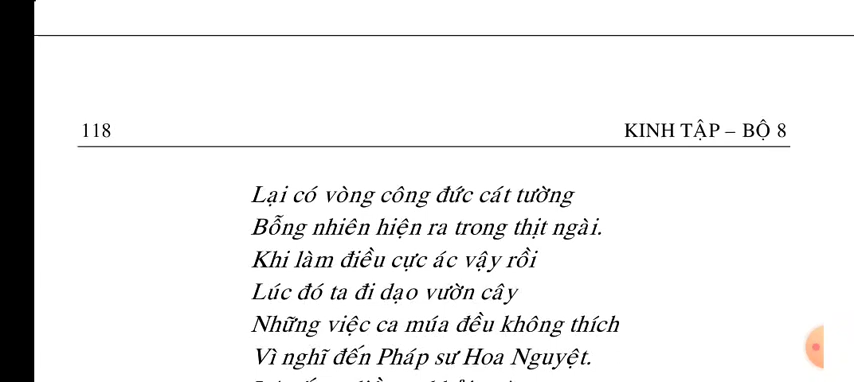 118
KINH TẬP – BỘ 8
Lại có vòng công đức cát tường
Bỗng nhiên hiện ra trong thịt ngài.
Khi làm điều cực ác vậy rồi
Lúc đó ta đi dạo vườn cây
Những việc ca múa đều không thích
Vì nghĩ đến Pháp sư Hoa Nguyệt.